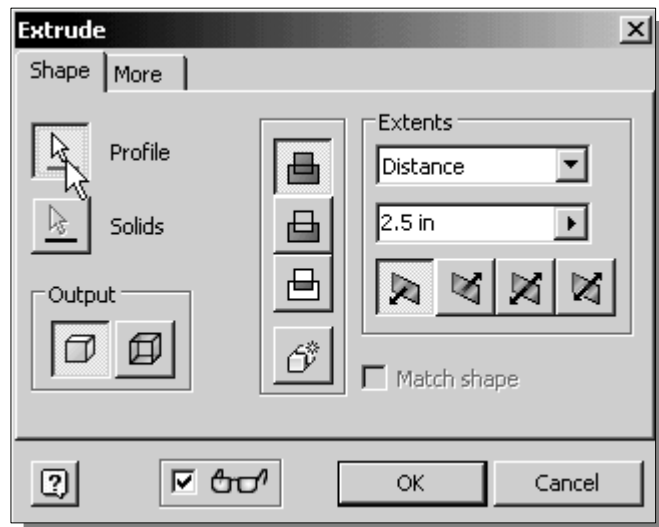 Extrude
Shape More
Profile
Solids
Output
Extents
Distance
2.5 in
Match shape
OK Cancel